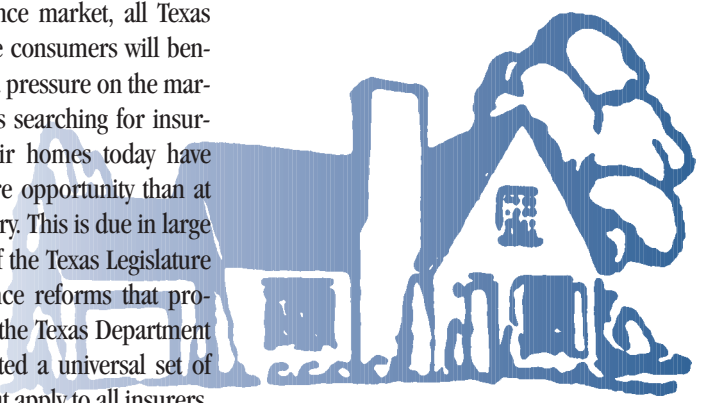 nce market, all Texas
e consumers will ben-
pressure on the mar-
s searching for insur-
ir homes today have
re opportunity than at
ry. This is due in large
f the Texas Legislature
nce reforms that pro-
the Texas Department
ted a universal set of
t apply to all insurers